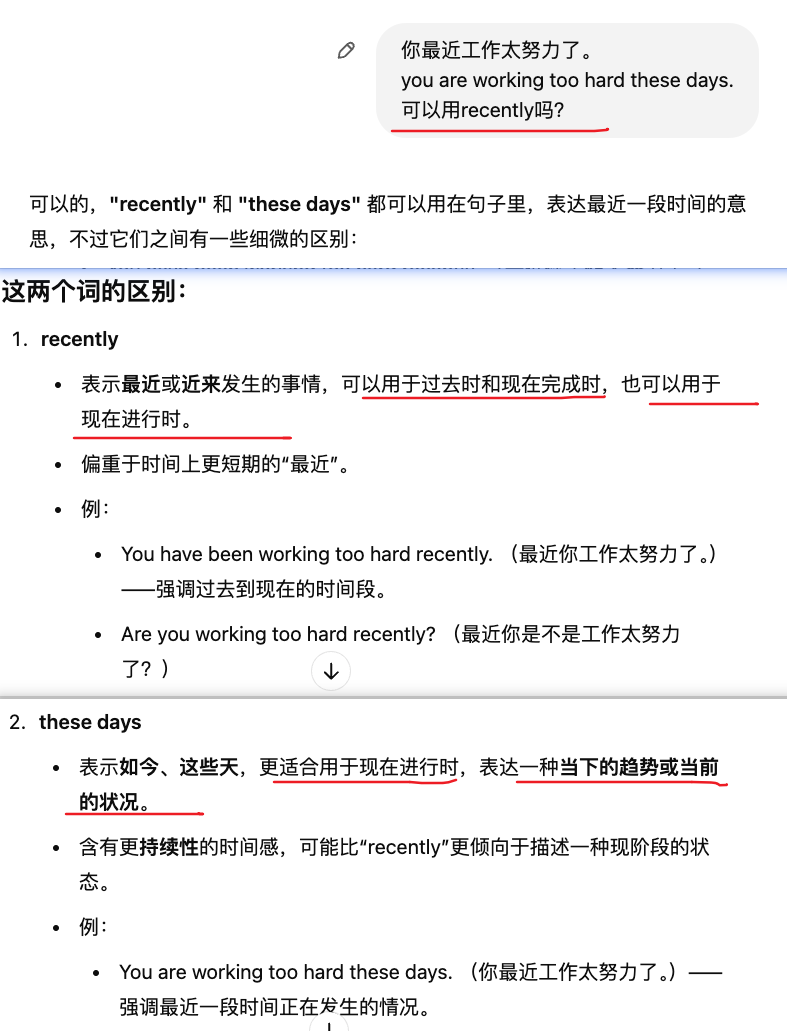 你最近工作太努力了。
you are working too hard these days.
可以用recently吗?
可以的，"recently" 和 "these days" 都可以用在句子里，表达最近一段时间的意
思，不过它们之间有一些细微的区别：
这两个词的区别：
1. recently
• 表示最近或近来发生的事情，可以用于过去时和现在完成时，也可以用于
现在进行时。
• 偏重于时间上更短期的“最近”。
• 例：
• You have been working too hard recently. （最近你工作太努力了。）
——强调过去到现在的时间段。
• Are you working too hard recently? （最近你是不是工作太努力
了？）
2. these days
• 表示如今、这些天，更适合用于现在进行时，表达一种当下的趋势或当前
的状况。
• 含有更持续性的时间感，可能比“recently”更倾向于描述一种现阶段的状
态。
• 例：
• You are working too hard these days. （你最近工作太努力了。）——
强调最近一段时间正在发生的情况。